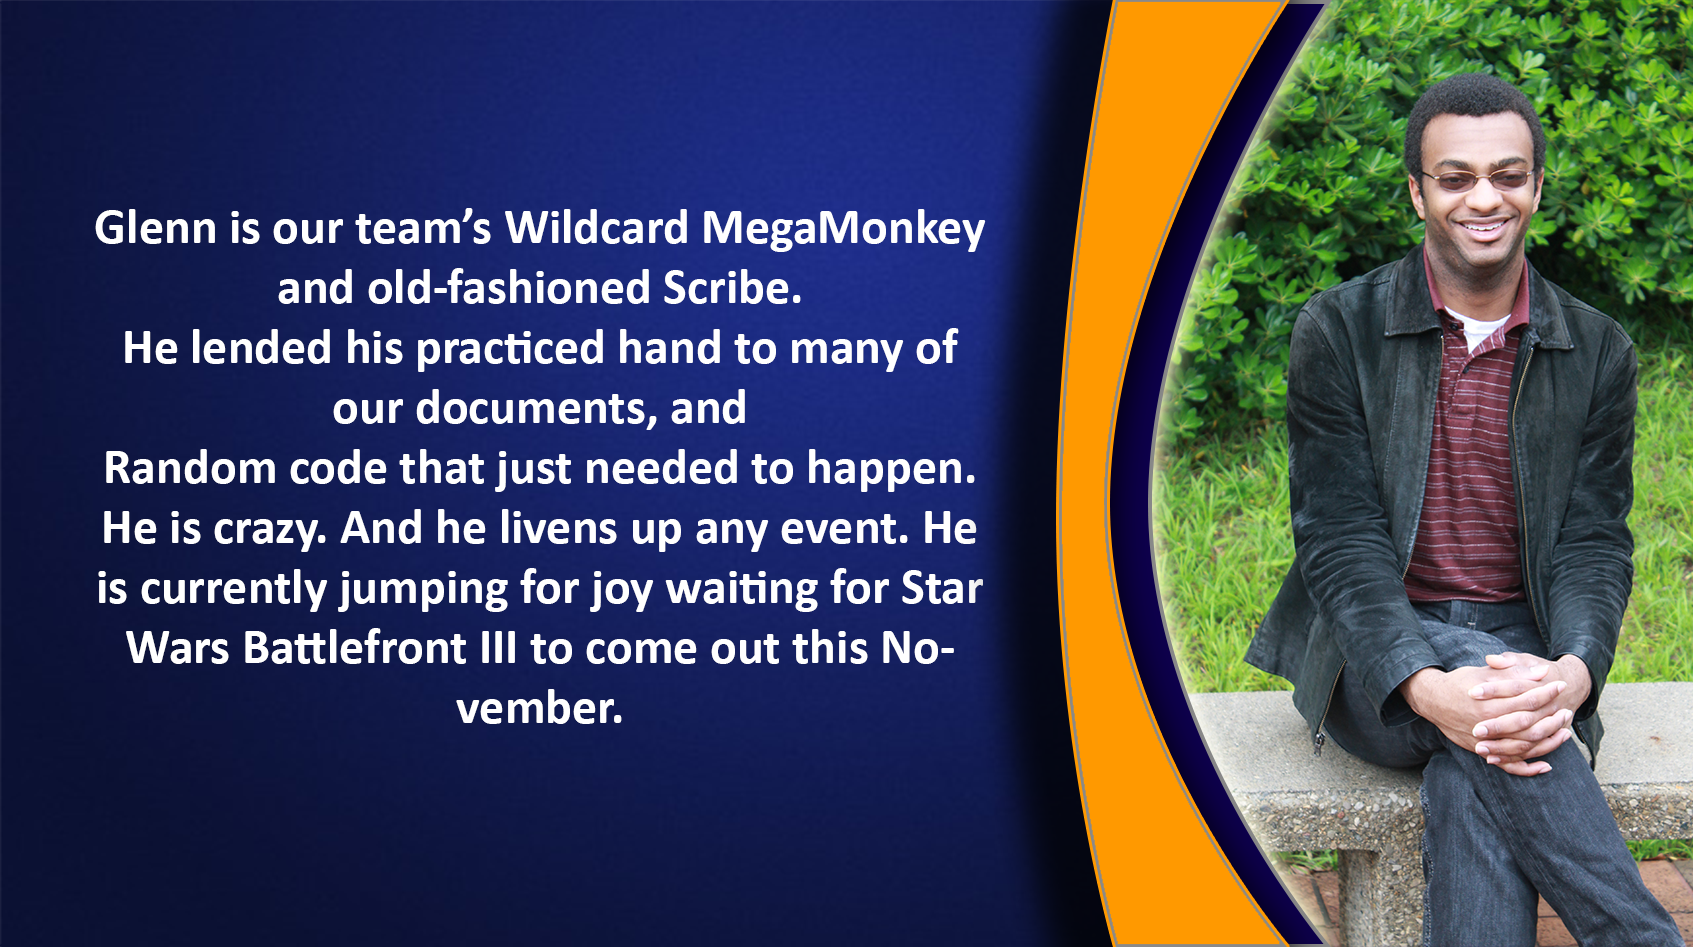 Glenn is our team’s Wildcard MegaMonkey
and old-fashioned Scribe.
He lended his practiced hand to many of
our documents, and
Random code that just needed to happen.
He is crazy. And he livens up any event. He
is currently jumping for joy waiting for Star
Wars Battlefront III to come out this No-
vember.